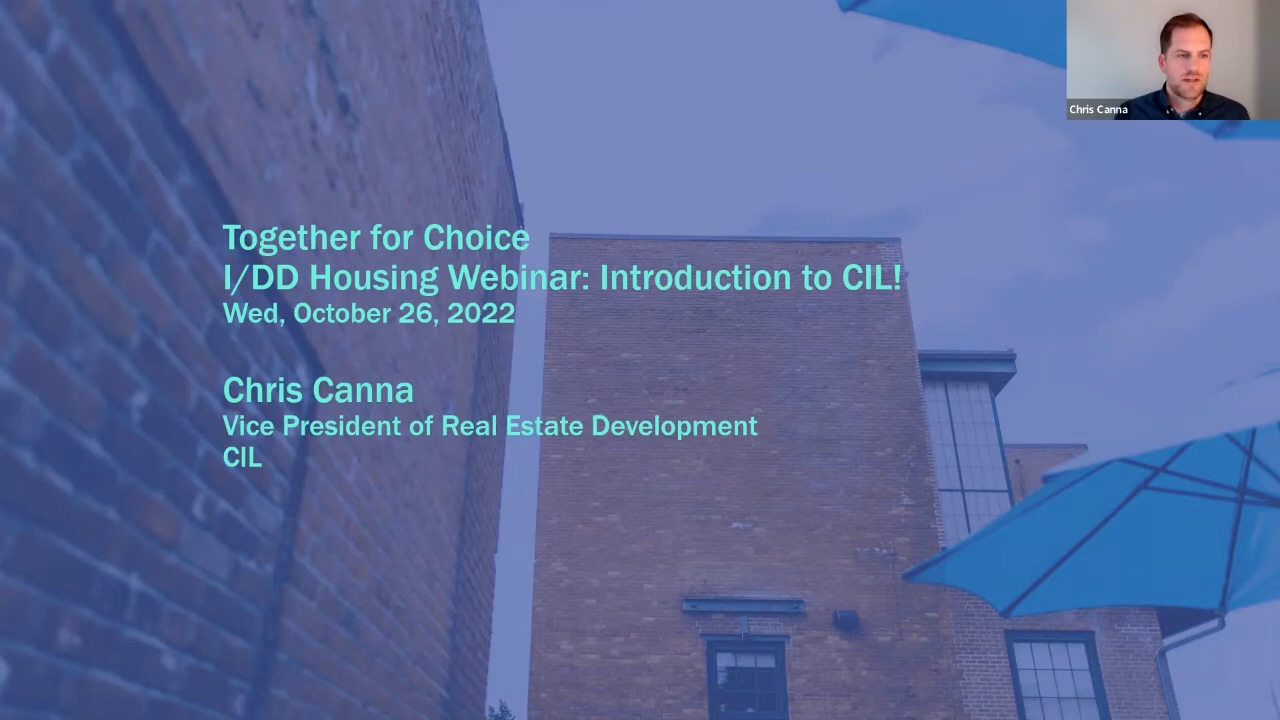 Chris Canna
Together for Choice
I/DD Housing Webinar: Introduction to CIL!
Wed, October 26, 2022
Chris Canna
Vice President of Real Estate Development
CIL